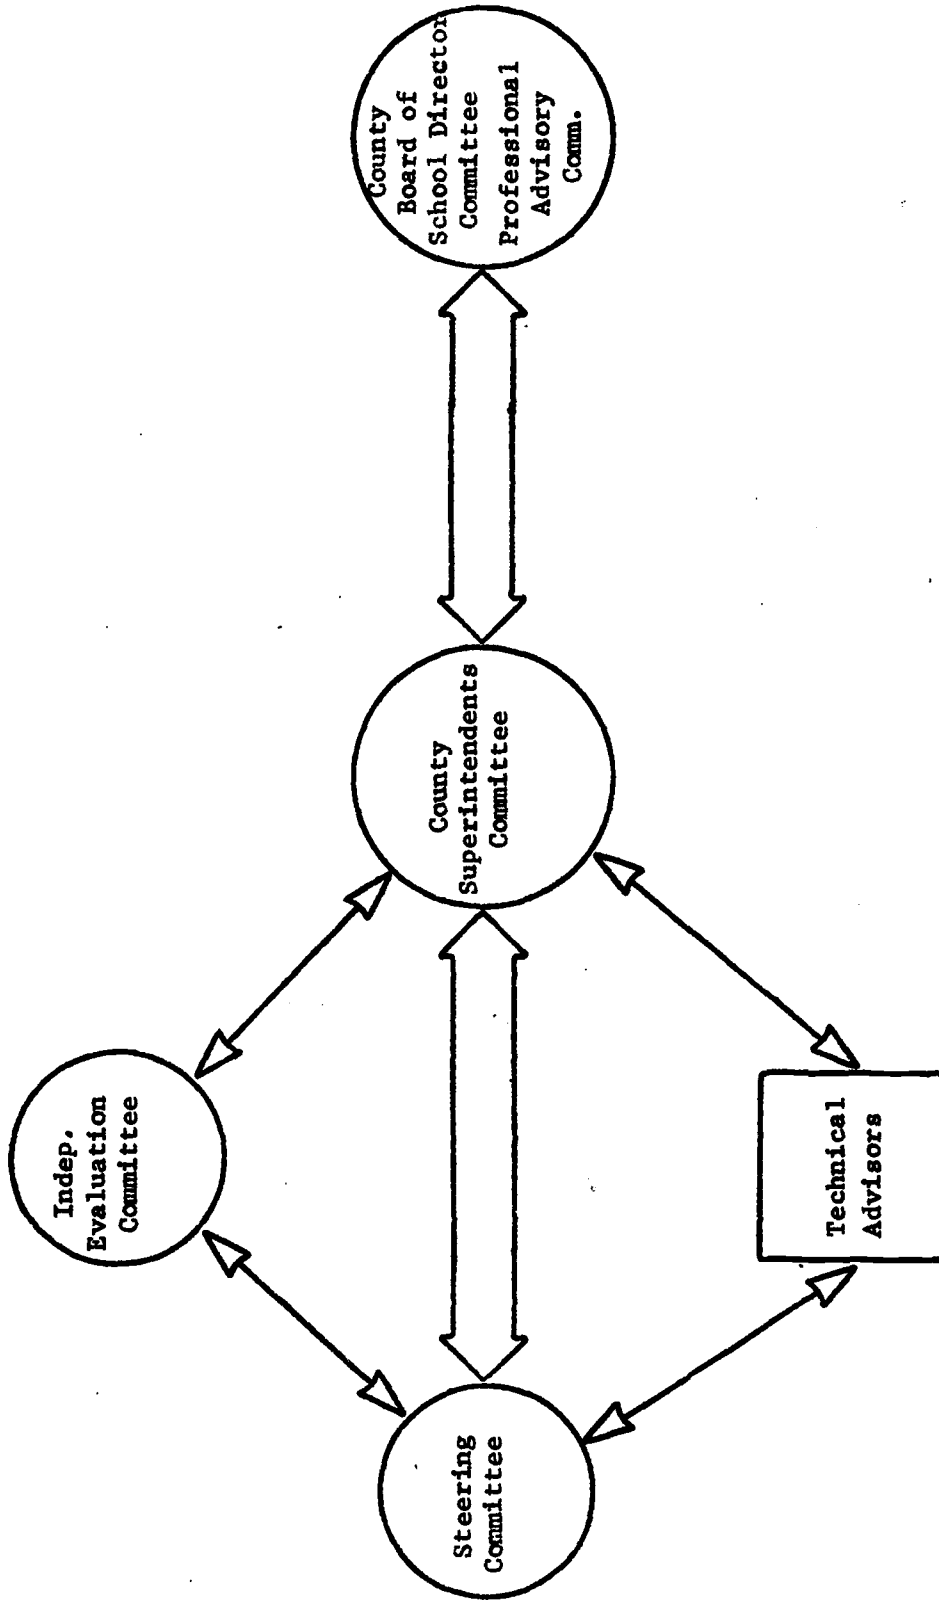 Indep.
Evaluation
Committee
Steering
Committee
County
Superintendents
Committee
County
Board of
School Director
Committee
Professional
Advisory
Comm.
Technical
Advisors